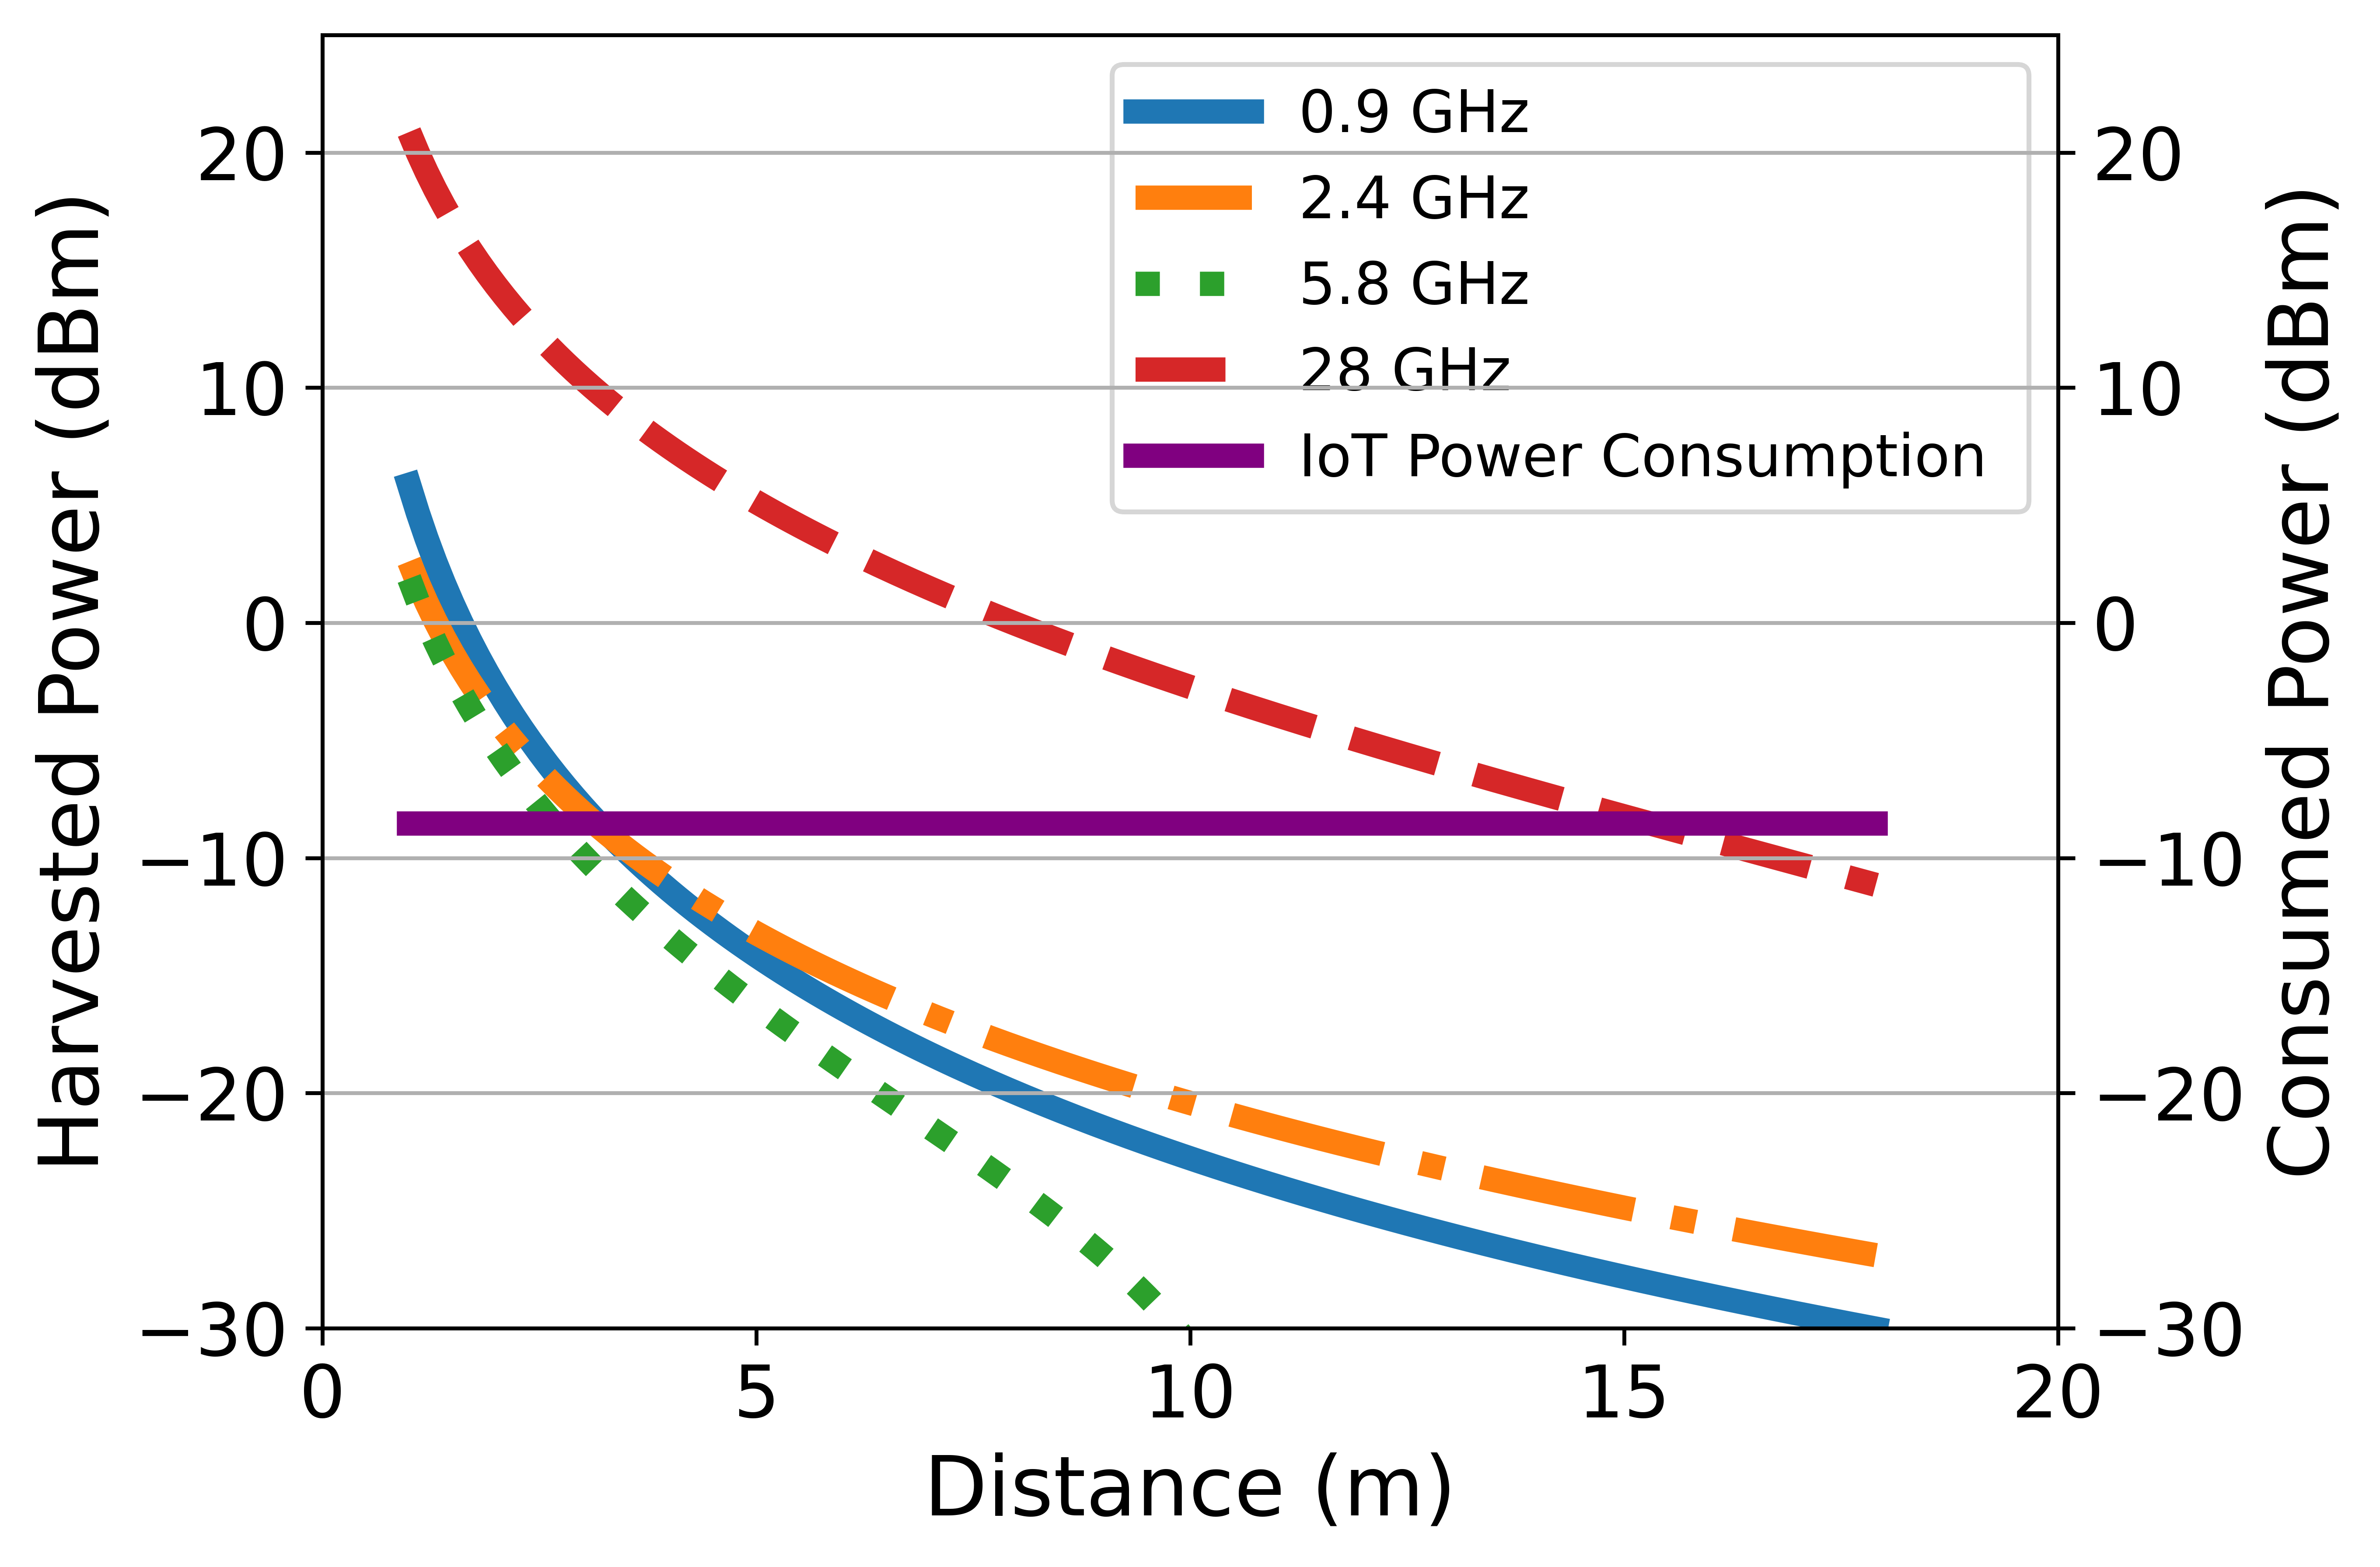 Harvested Power (dBm)
20
10
0
−10
−20
−30
0.9 GHz
2.4 GHz
5.8 GHz
28 GHz
IoT Power Consumption
20
10
0
−10
−20
−30
Consumed Power (dBm)
0 5 10 15 20
Distance (m)